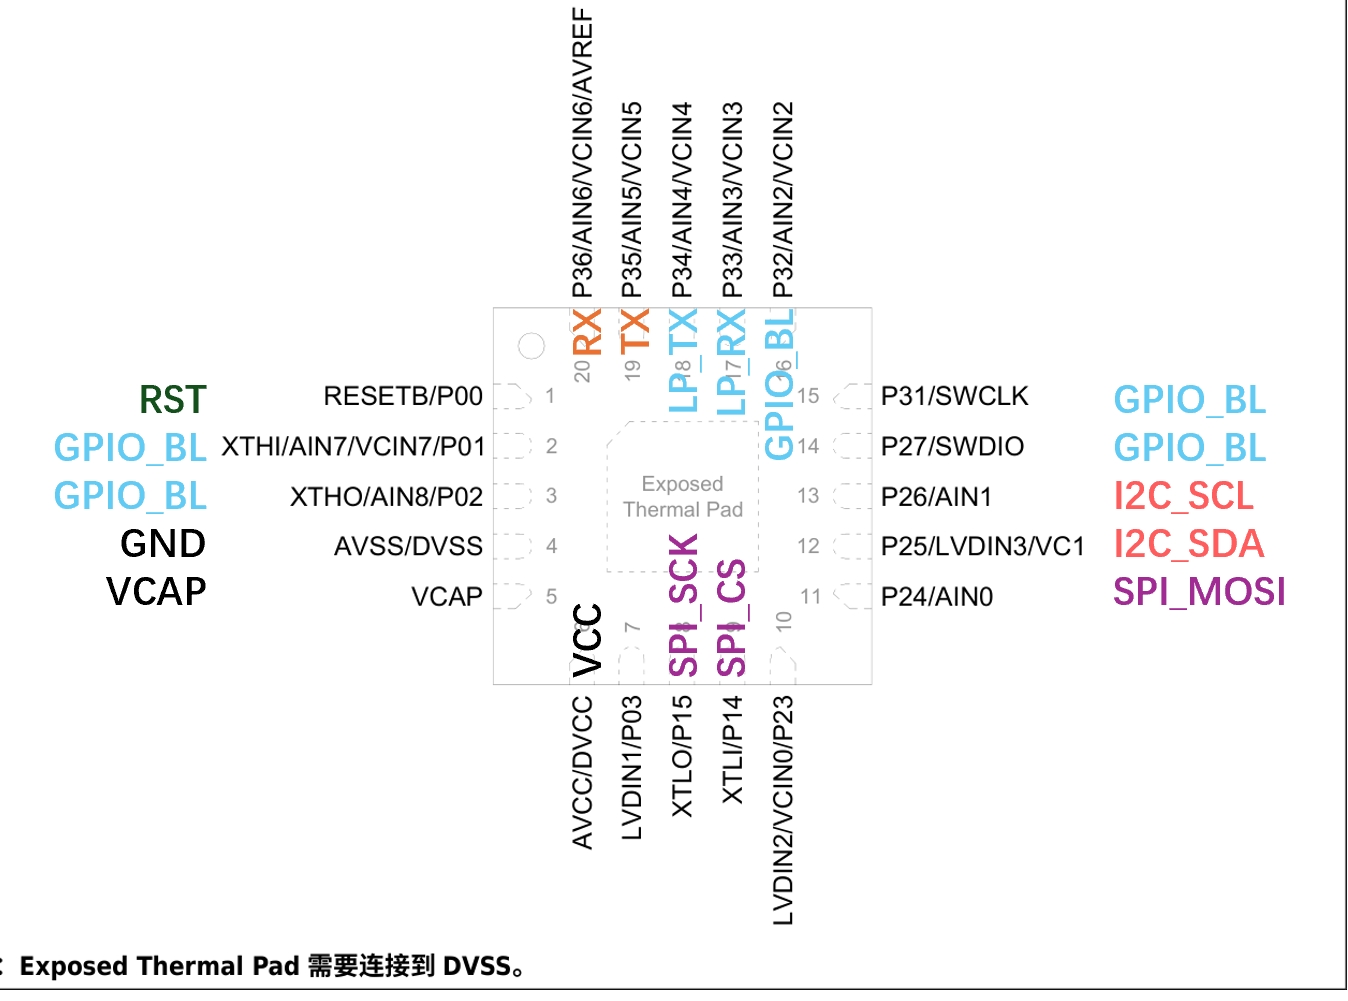 P36/AIN6/VCIN6/AVREF
P35/AIN5/VCIN5
P34/AIN4/VCIN4
P33/AIN3/VCIN3
P32/AIN2/VCIN2
RX
TX
LP_TX
LP_RX
GPIO_BL
20
19
18
17
16
RST RESETB/P00 1
GPIO_BL XTHI/AIN7/VCIN7/P01 2
GPIO_BL XTHO/AIN8/P02 3
GND AVSS/DVSS 4
VCAP VCAP 5
Exposed
Thermal Pad
15 P31/SWCLK GPIO_BL
14 P27/SWDIO GPIO_BL
13 P26/AIN1 I2C_SCL
12 P25/LVDIN3/VC1 I2C_SDA
11 P24/AIN0 SPI_MOSI
VCC
7
SPI_SCK
8
SPI_CS
9
10
AVCC/DVCC
LVDIN1/P03
XTLO/P15
XTLI/P14
LVDIN2/VCIN0/P23
: Exposed Thermal Pad 需要连接到 DVSS。